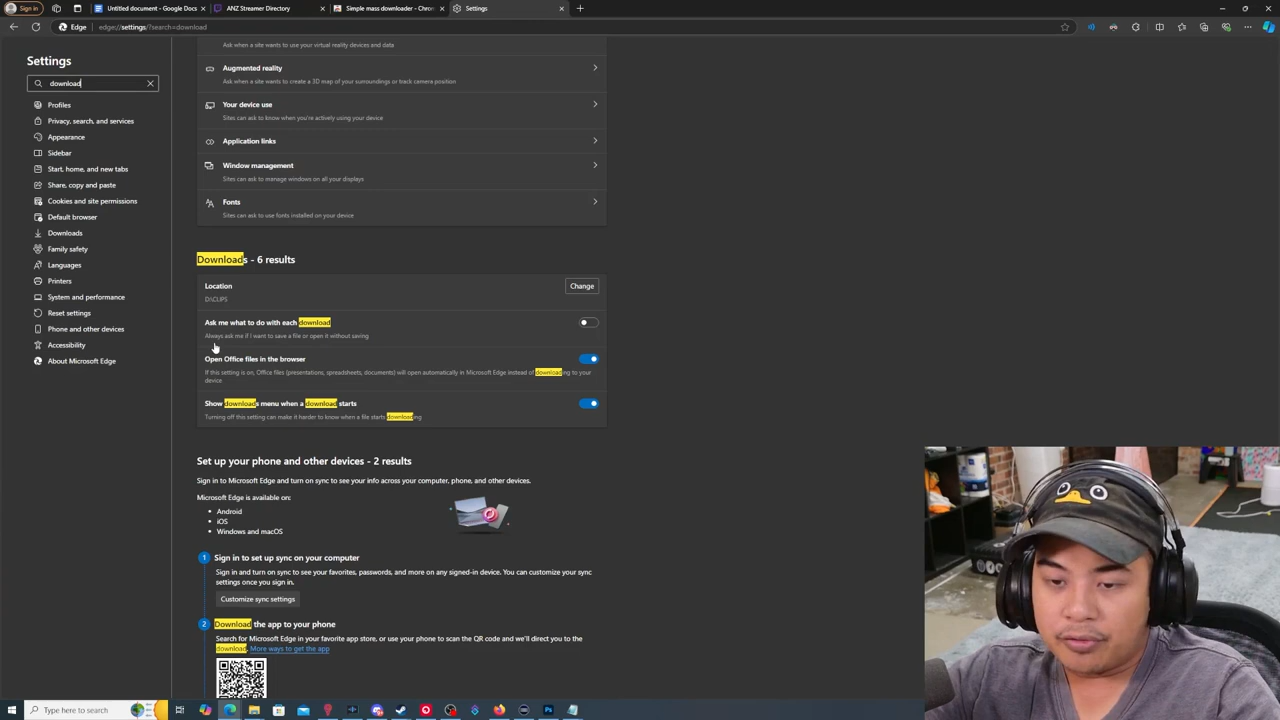 Sign in
Untitled document - Google Docs
ANZ Streamer Directory
Simple mass downloader - Chron
Settings
Edge
edge://settings/?search=download
Settings
download
Profiles
Privacy, search, and services
Appearance
Sidebar
Start, home, and new tabs
Share, copy and paste
Cookies and site permissions
Default browser
Downloads
Family safety
Languages
Printers
System and performance
Reset settings
Phone and other devices
Accessibility
About Microsoft Edge
Ask when a site wants to use your virtual reality devices and data
Augmented reality
Ask when a site wants to create a 3D map of your surroundings or track camera position
Your device use
Sites can ask to know when you're actively using your device
Application links
Window management
Sites can ask to manage windows on all your displays
Fonts
Sites can ask to use fonts installed on your device
Downloads - 6 results
Location
Change
D:\CLIPS
Ask me what to do with each download
Always ask me if I want to save a file or open it without saving
Open Office files in the browser
If this setting is on, Office files (presentations, spreadsheets, documents) will open automatically in Microsoft Edge instead of downloading to your
device
Show downloads menu when a download starts
Turning off this setting can make it harder to know when a file starts downloading
Set up your phone and other devices - 2 results
Sign in to Microsoft Edge and turn on sync to see your info across your computer, phone, and other devices.
Microsoft Edge is available on:
• Android
• iOS
• Windows and macOS
1 Sign in to set up sync on your computer
Sign in and turn on sync to see your favorites, passwords, and more on any signed-in device. You can customize your sync
settings once you sign in.
Customize sync settings
2 Download the app to your phone
Search for Microsoft Edge in your favorite app store, or use your phone to scan the QR code and we'll direct you to the
download. More ways to get the app
Type here to search